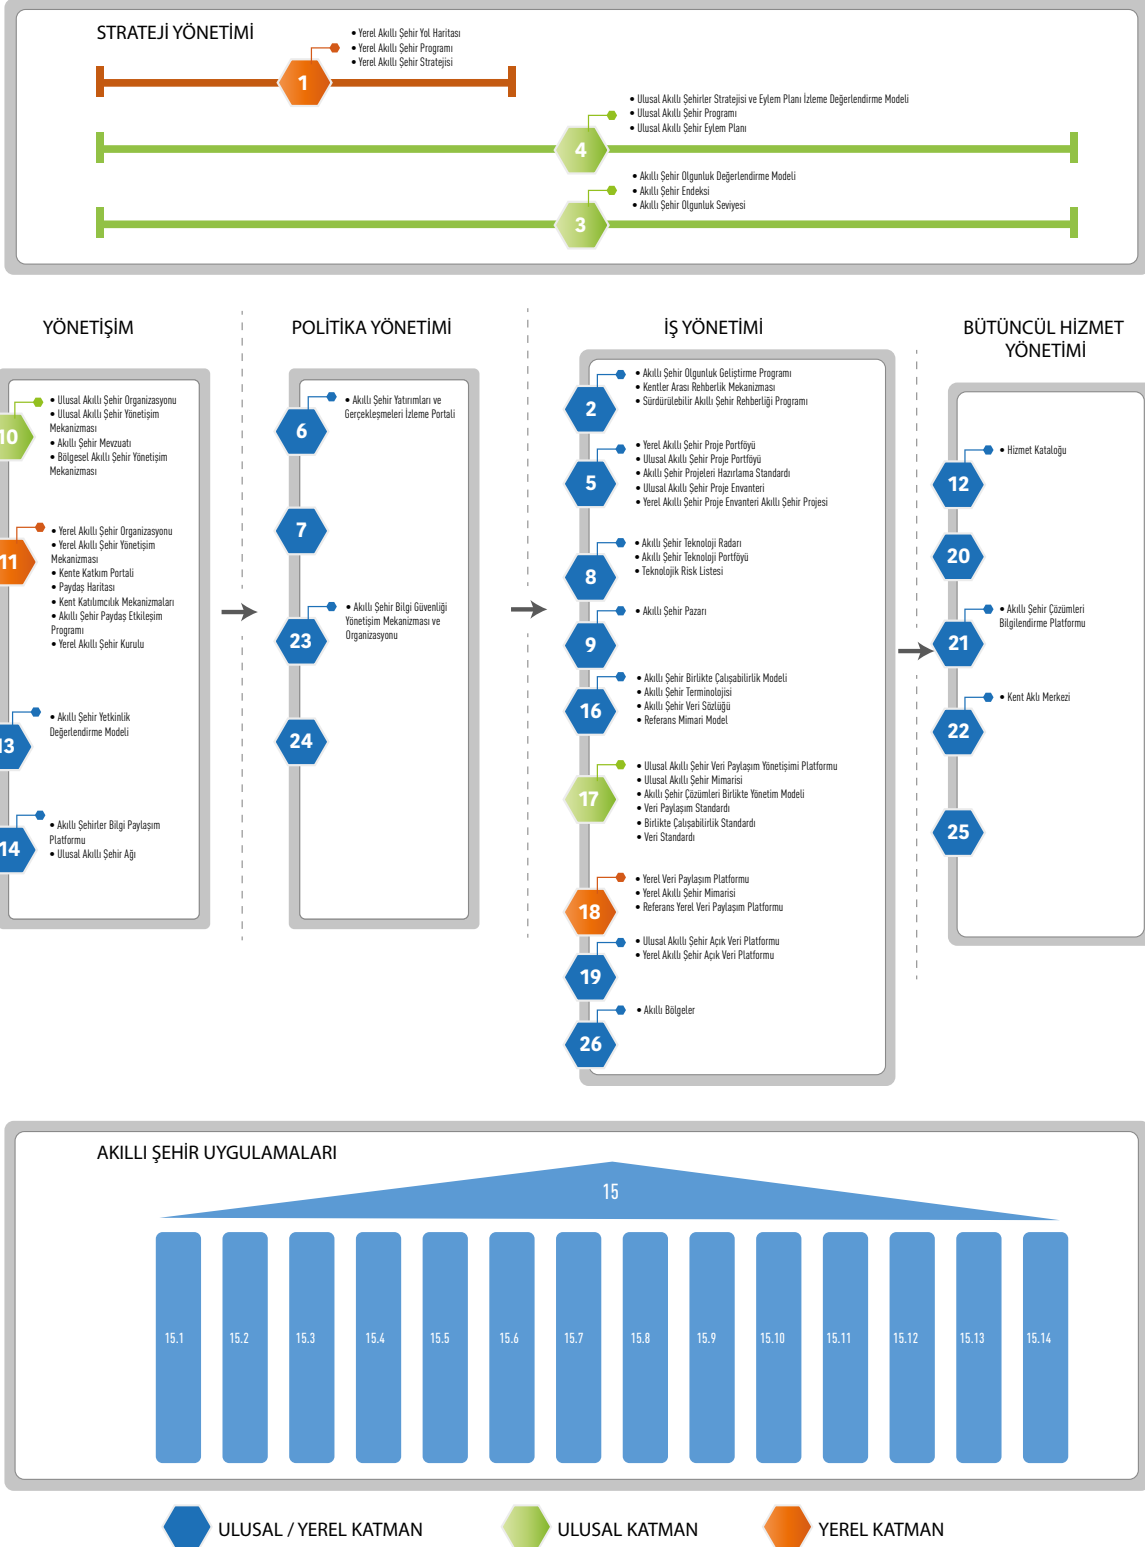 STRATEJİ YÖNETİMİ
1
• Yerel Akıllı Şehir Yol Haritası
• Yerel Akıllı Şehir Programı
• Yerel Akıllı Şehir Stratejisi
4
• Ulusal Akıllı Şehirler Stratejisi ve Eylem Planı İzleme Değerlendirme Modeli
• Ulusal Akıllı Şehir Programı
• Ulusal Akıllı Şehir Eylem Planı
3
• Akıllı Şehir Olgunluk Değerlendirme Modeli
• Akıllı Şehir Endeksi
• Akıllı Şehir Olgunluk Seviyesi
YÖNETİŞİM
10
• Ulusal Akıllı Şehir Organizasyonu
• Ulusal Akıllı Şehir Yönetişim
Mekanizması
• Akıllı Şehir Mevzuatı
• Bölgesel Akıllı Şehir Yönetişim
Mekanizması
11
• Yerel Akıllı Şehir Organizasyonu
• Yerel Akıllı Şehir Yönetişim
Mekanizması
• Kente Katkım Portali
• Paydaş Haritası
• Kent Katılımcılık Mekanizmaları
• Akıllı Şehir Paydaş Etkileşim
Programı
• Yerel Akıllı Şehir Kurulu
13
• Akıllı Şehir Yetkinlik
Değerlendirme Modeli
14
• Akıllı Şehirler Bilgi Paylaşım
Platformu
• Ulusal Akıllı Şehir Ağı
POLİTİKA YÖNETİMİ
6
• Akıllı Şehir Yatırımları ve
Gerçekleşmeleri İzleme Portali
7
23
• Akıllı Şehir Bilgi Güvenliği
Yönetişim Mekanizması ve
Organizasyonu
24
İŞ YÖNETİMİ
2
• Akıllı Şehir Olgunluk Geliştirme Programı
• Kentler Arası Rehberlik Mekanizması
• Sürdürülebilir Akıllı Şehir Rehberliği Programı
5
• Yerel Akıllı Şehir Proje Portföyü
• Ulusal Akıllı Şehir Proje Portföyü
• Akıllı Şehir Projeleri Hazırlama Standardı
• Ulusal Akıllı Şehir Proje Envanteri
• Yerel Akıllı Şehir Proje Envanteri Akıllı Şehir Projesi
8
• Akıllı Şehir Teknoloji Radarı
• Akıllı Şehir Teknoloji Portföyü
• Teknolojik Risk Listesi
9
• Akıllı Şehir Pazarı
16
• Akıllı Şehir Birlikte Çalışabilirlik Modeli
• Akıllı Şehir Terminolojisi
• Akıllı Şehir Veri Sözlüğü
• Referans Mimari Model
17
• Ulusal Akıllı Şehir Veri Paylaşım Yönetişimi Platformu
• Ulusal Akıllı Şehir Mimarisi
• Akıllı Şehir Çözümleri Birlikte Yönetim Modeli
• Veri Paylaşım Standardı
• Birlikte Çalışabilirlik Standardı
• Veri Standardı
18
• Yerel Veri Paylaşım Platformu
• Yerel Akıllı Şehir Mimarisi
• Referans Yerel Veri Paylaşım Platformu
19
• Ulusal Akıllı Şehir Açık Veri Platformu
• Yerel Akıllı Şehir Açık Veri Platformu
26
• Akıllı Bölgeler
BÜTÜNCÜL HİZMET
YÖNETİMİ
12
• Hizmet Kataloğu
20
21
• Akıllı Şehir Çözümleri
Bilgilendirme Platformu
22
• Kent Aklı Merkezi
25
AKILLI ŞEHİR UYGULAMALARI
15
15.1 15.2 15.3 15.4 15.5 15.6 15.7 15.8 15.9 15.10 15.11 15.12 15.13 15.14
ULUSAL / YEREL KATMAN ULUSAL KATMAN YEREL KATMAN